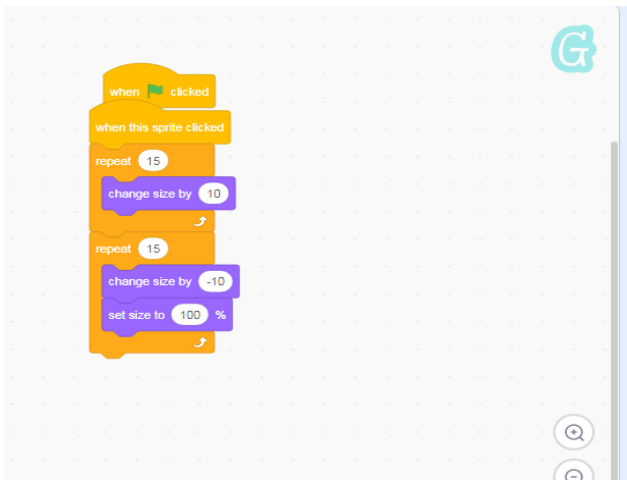 G
when clicked
when this sprite clicked
repeat 15
change size by 10
repeat 15
change size by -10
set size to 100 %